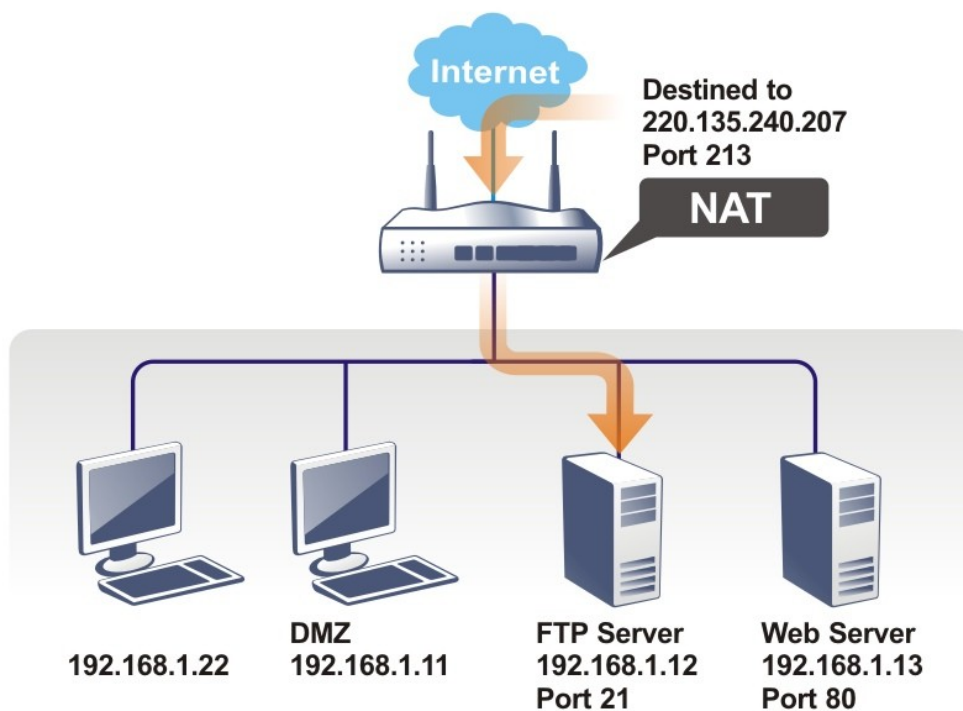 Internet
Destined to
220.135.240.207
Port 213
NAT
192.168.1.22
DMZ
192.168.1.11
FTP Server
192.168.1.12
Port 21
Web Server
192.168.1.13
Port 80